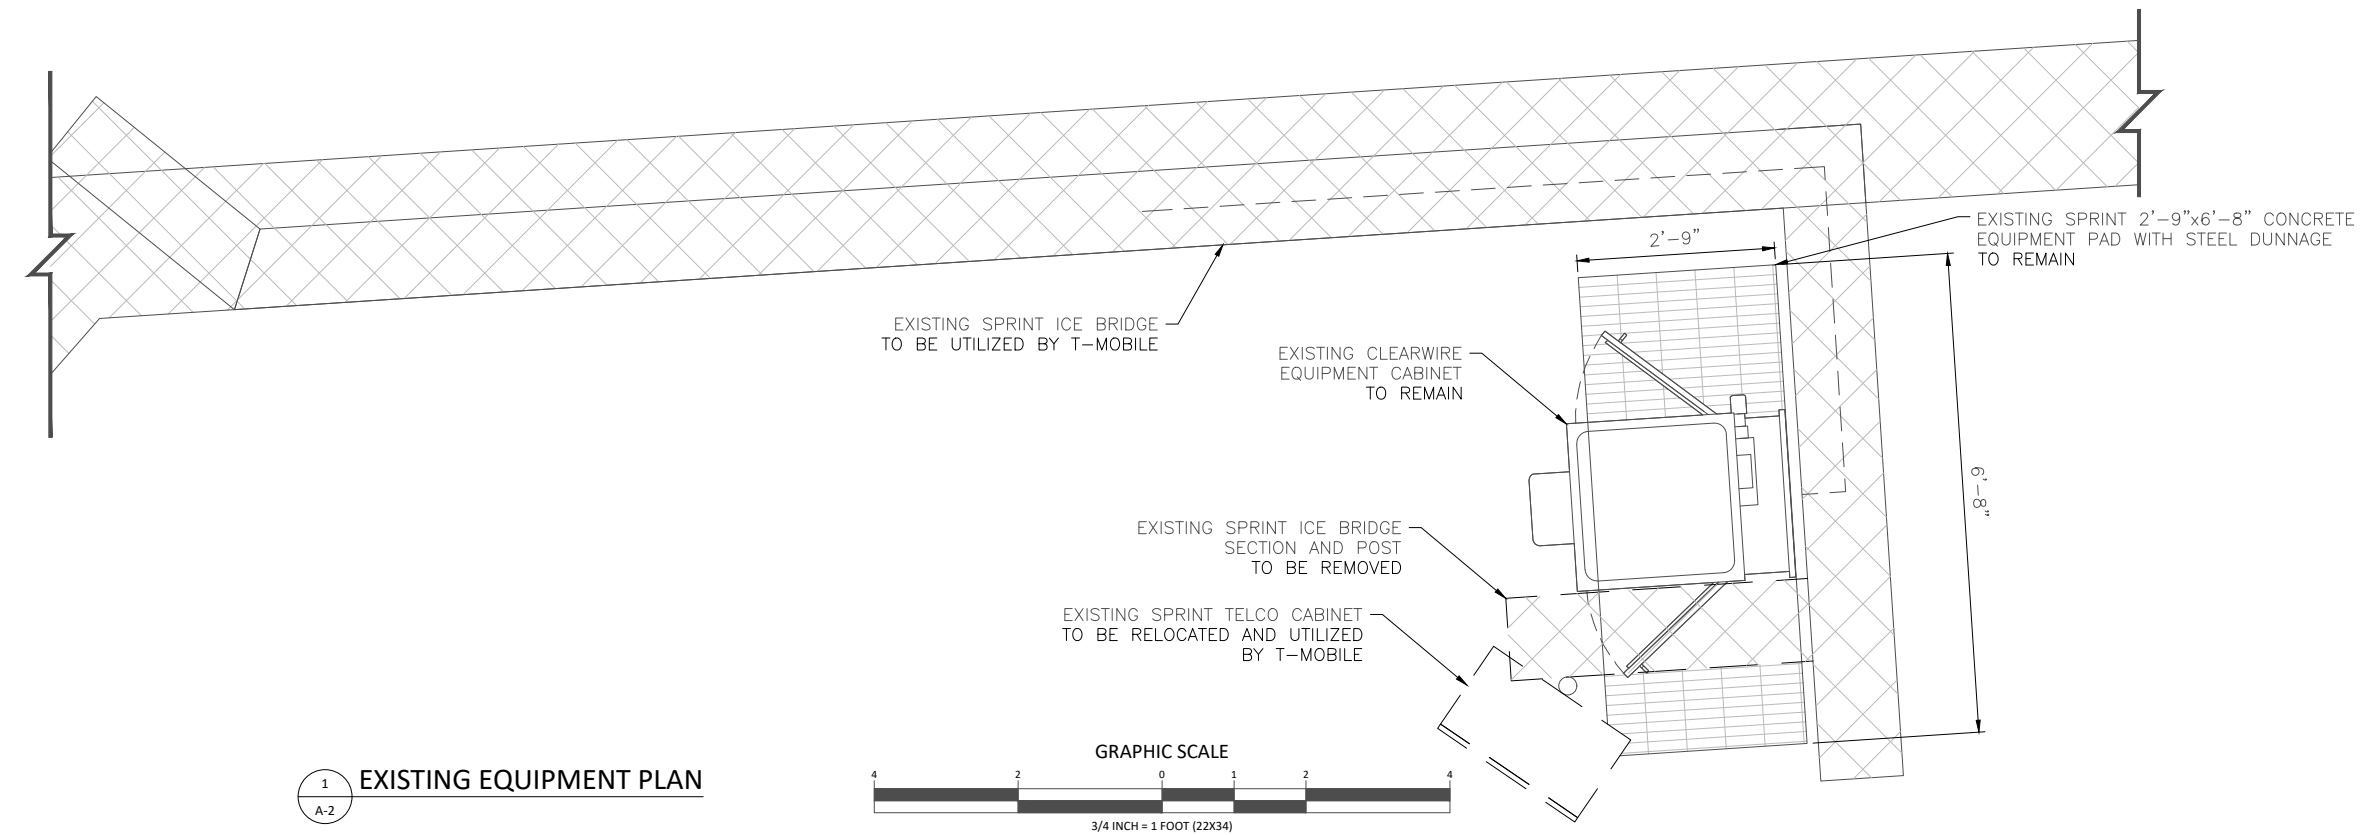 EXISTING SPRINT 2'-9"x6'-8" CONCRETE
EQUIPMENT PAD WITH STEEL DUNNAGE
TO REMAIN
2'-9"
EXISTING SPRINT ICE BRIDGE
TO BE UTILIZED BY T-MOBILE
EXISTING CLEARWIRE
EQUIPMENT CABINET
TO REMAIN
6'-8"
EXISTING SPRINT ICE BRIDGE
SECTION AND POST
TO BE REMOVED
EXISTING SPRINT TELCO CABINET
TO BE RELOCATED AND UTILIZED
BY T-MOBILE
1
A-2
EXISTING EQUIPMENT PLAN
GRAPHIC SCALE
4 2 0 1 2 4
3/4 INCH = 1 FOOT (22X34)